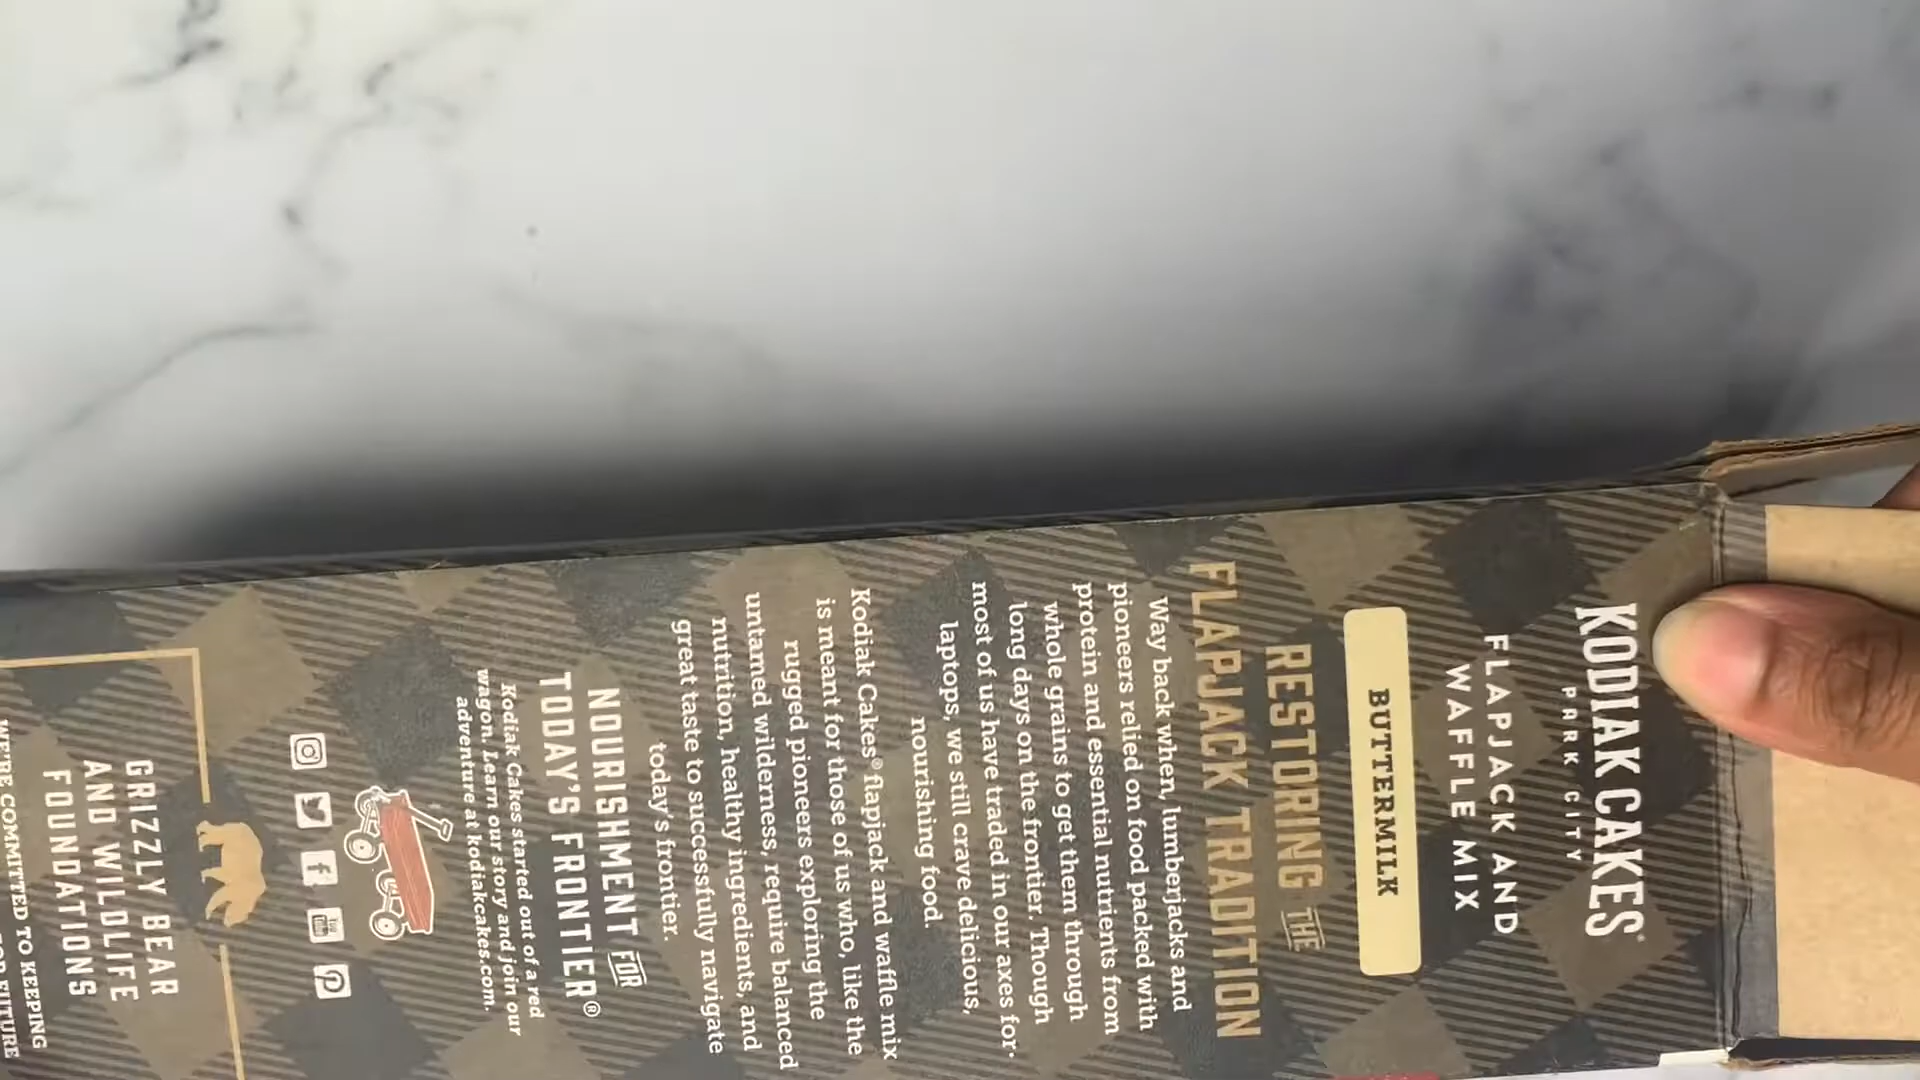 KODIAK CAKES®
PARK CITY
FLAPJACK AND
WAFFLE MIX
BUTTERMILK
RESTORING THE
FLAPJACK TRADITION
Way back when, lumberjacks and
pioneers relied on food packed with
protein and essential nutrients from
whole grains to get them through
long days on the frontier. Though
most of us have traded in our axes for
laptops, we still crave delicious,
nourishing food.
Kodiak Cakes® flapjack and waffle mix
is meant for those of us who, like the
rugged pioneers exploring the
untamed wilderness, require balanced
nutrition, healthy ingredients, and
great taste to successfully navigate
today's frontier.
NOURISHMENT FOR
TODAY'S FRONTIER®
Kodiak Cakes started out of a red
wagon. Learn our story and join our
adventure at kodiakcakes.com.
GRIZZLY BEAR
AND WILDLIFE
FOUNDATIONS
WE'RE COMMITTED TO KEEPING
FUTURE